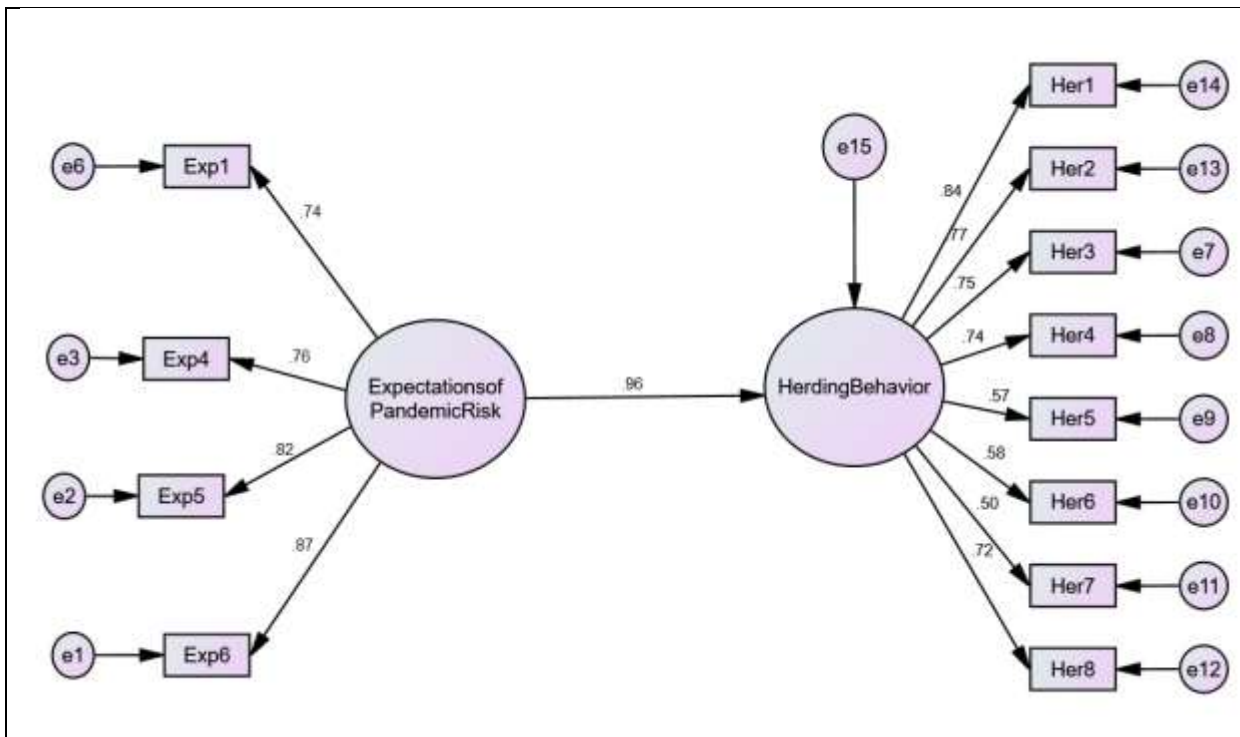 Her1
e14
e15
e6
Exp1
Her2
e13
.84
.74
.77
Her3
e7
.75
e3
Exp4
.76
Her4
e8
.74
Expectationsof
PandemicRisk
.96
HerdingBehavior
.57
Her5
e9
.82
.58
e2
Exp5
Her6
e10
.50
.87
.72
Her7
e11
e1
Exp6
Her8
e12